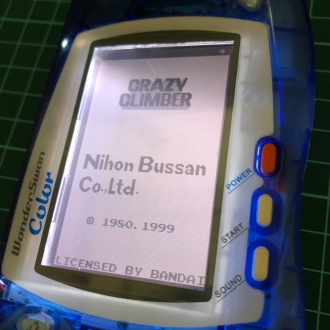 CRAZY
CLIMBER
Nihon Bussan
Co.,Ltd.
© 1980.1999
LICENSED BY BANDAI
WonderSwan
Color
POWER
START
SOUND